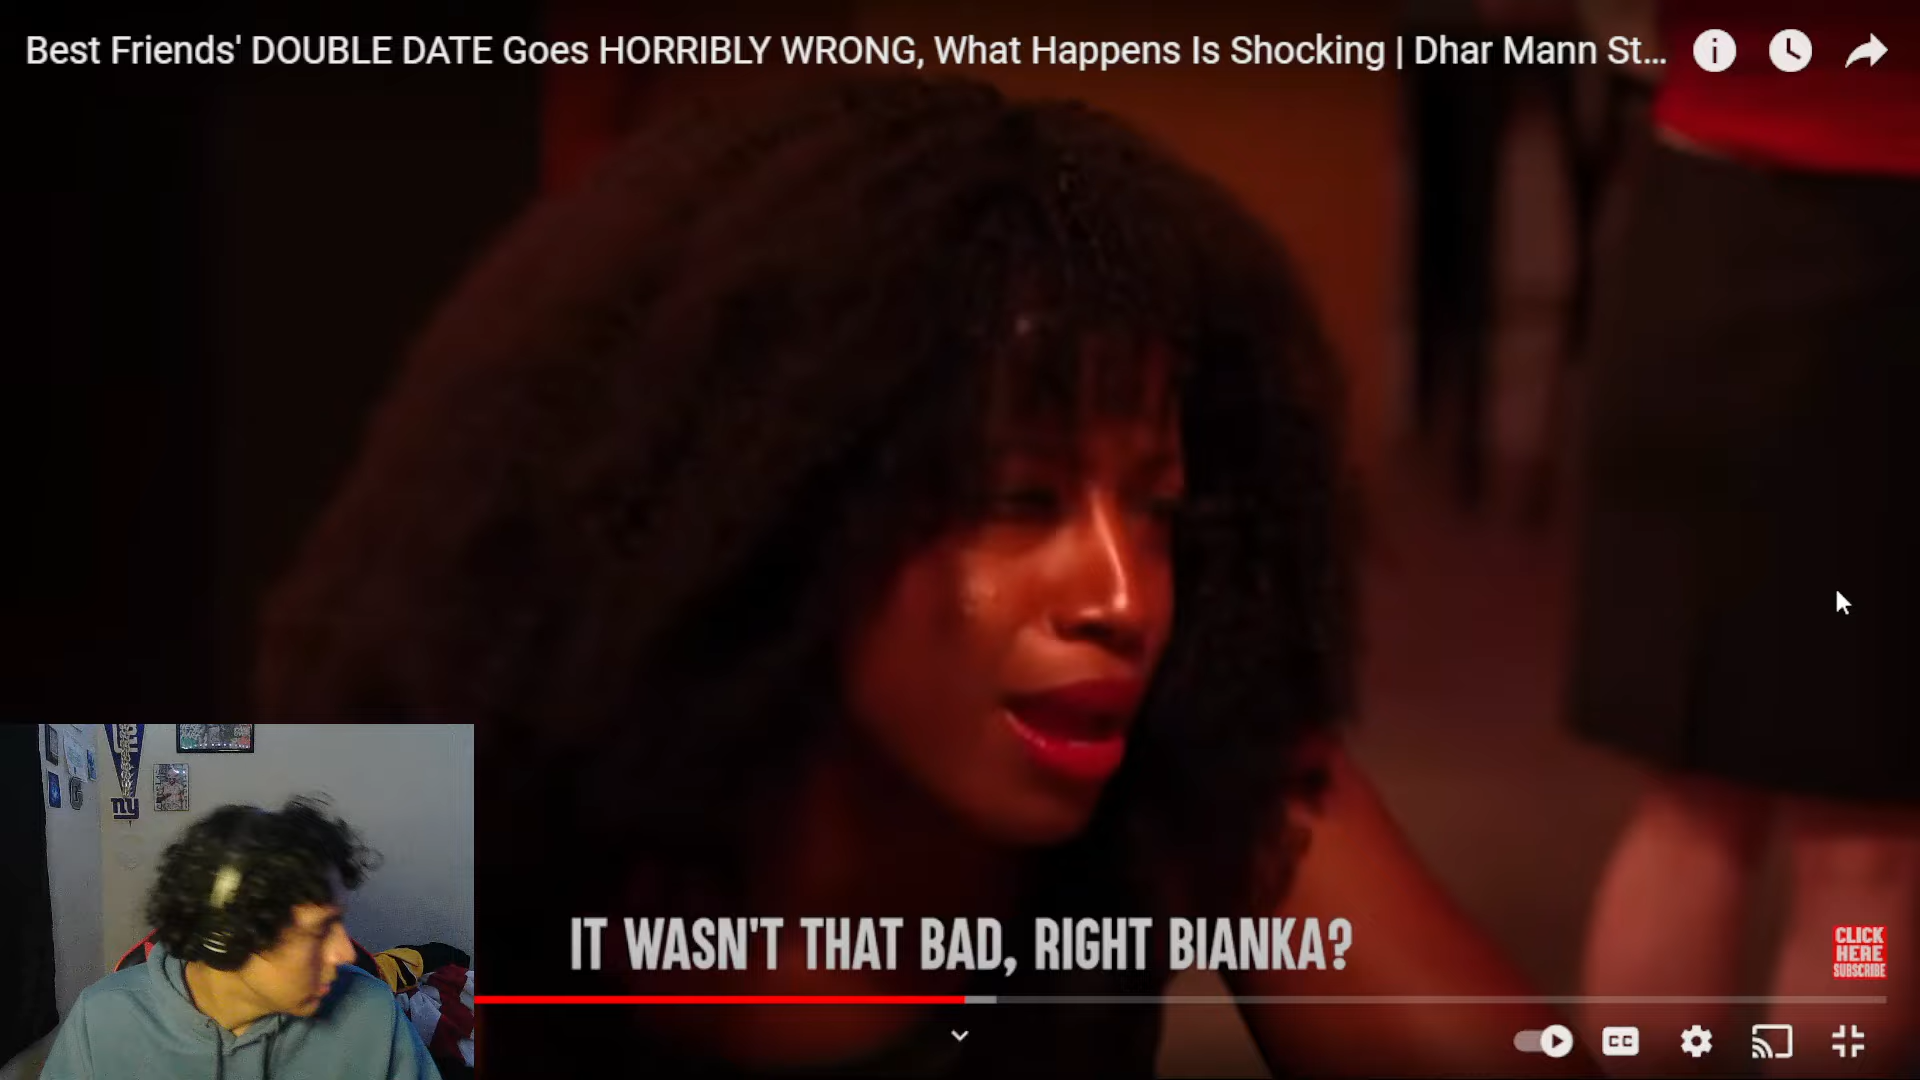 Best Friends' DOUBLE DATE Goes HORRIBLY WRONG, What Happens Is Shocking | Dhar Mann St...
IT WASN'T THAT BAD, RIGHT BIANKA?
CLICK
HERE
SUBSCRIBE
CC